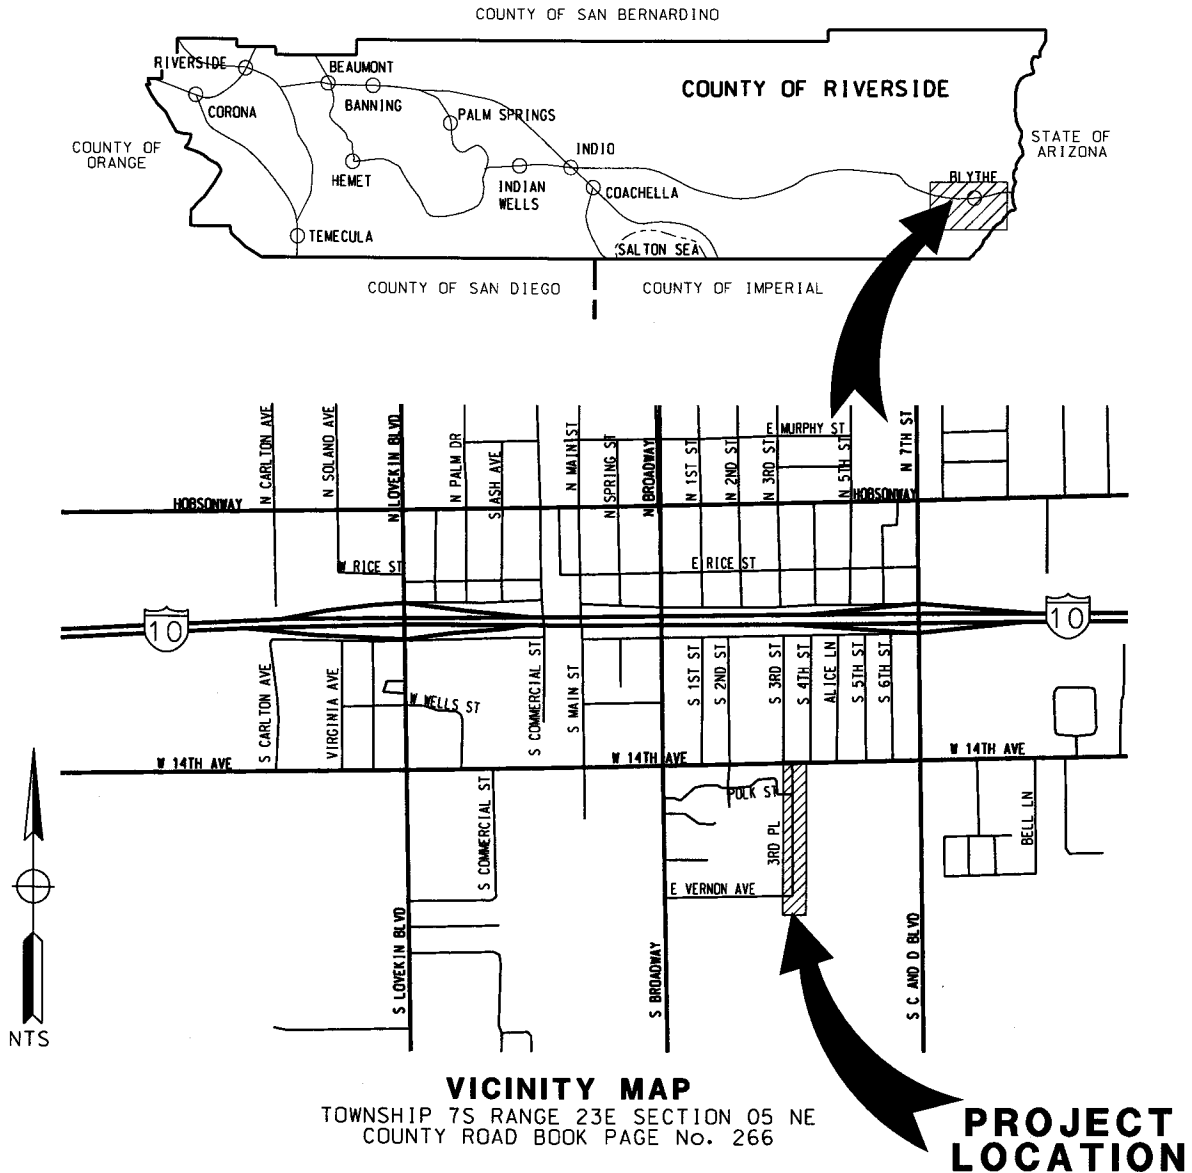 COUNTY OF SAN BERNARDINO
RIVERSIDE
BEAUMONT
CORONA
BANNING
PALM SPRINGS
COUNTY OF RIVERSIDE
COUNTY OF
ORANGE
STATE OF
ARIZONA
HEMET
INDIO
INDIAN
WELLS
COACHELLA
BLYTHE
TEMECULA
SALTON SEA
COUNTY OF SAN DIEGO
COUNTY OF IMPERIAL
N CARLTON AVE
N SOLANO AVE
N LOVEKIN BLVD
N PALM DR
S ASH AVE
N MAIN ST
N SPRING ST
N BROADWAY
N 1ST ST
N 2ND ST
N 3RD ST
E MURPHY ST
N 5TH ST
N 7TH ST
HOBSONWAY
HOBSONWAY
W RICE ST
E RICE ST
10
10
S CARLTON AVE
VIRGINIA AVE
W WELLS ST
S COMMERCIAL ST
S MAIN ST
S 1ST ST
S 2ND ST
S 3RD ST
S 4TH ST
ALICE LN
S 5TH ST
S 6TH ST
W 14TH AVE
W 14TH AVE
W 14TH AVE
S COMMERCIAL ST
POLK ST
3RD PL
BELL LN
E VERNON AVE
S LOVEKIN BLVD
S BROADWAY
S C AND D BLVD
NTS
VICINITY MAP
TOWNSHIP 7S RANGE 23E SECTION 05 NE
COUNTY ROAD BOOK PAGE No. 266
PROJECT
LOCATION